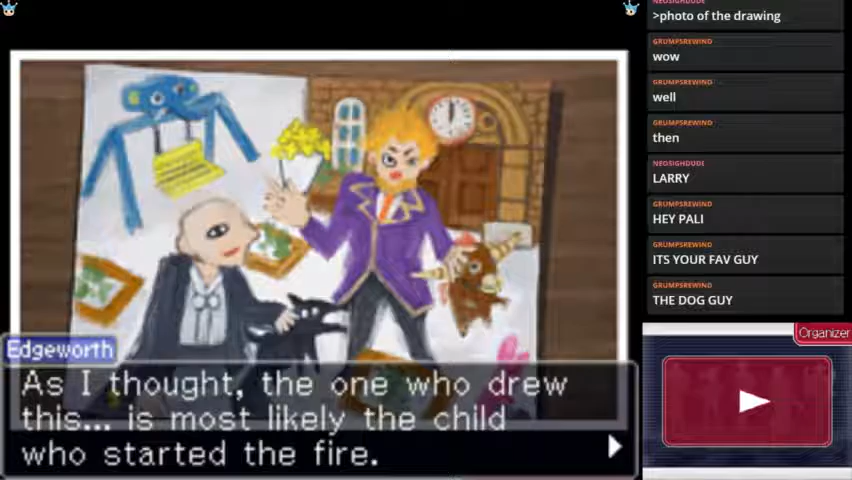 NEOSIGHDUDE
>photo of the drawing
GRUMPSREWIND
wow
GRUMPSREWIND
well
GRUMPSREWIND
then
NEOSIGHDUDE
LARRY
GRUMPSREWIND
HEY PALI
GRUMPSREWIND
ITS YOUR FAV GUY
GRUMPSREWIND
THE DOG GUY
Organizer
Edgeworth
As I thought, the one who drew
this... is most likely the child
who started the fire.